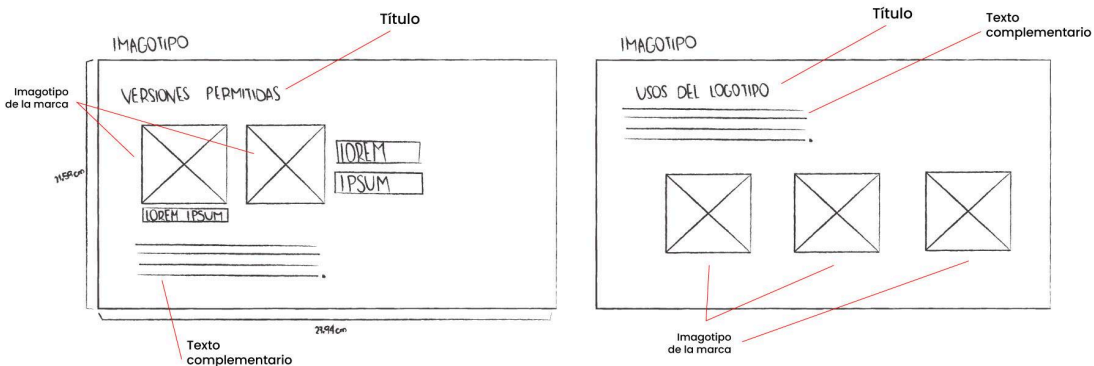 Título
IMAGOTIPO
VERSIONES PERMITIDAS
Imagotipo
de la marca
LOREM
IPSUM
LOREM IPSUM
Texto
complementario
Título
Texto
complementario
IMAGOTIPO
USOS DEL LOGOTIPO
Imagotipo
de la marca